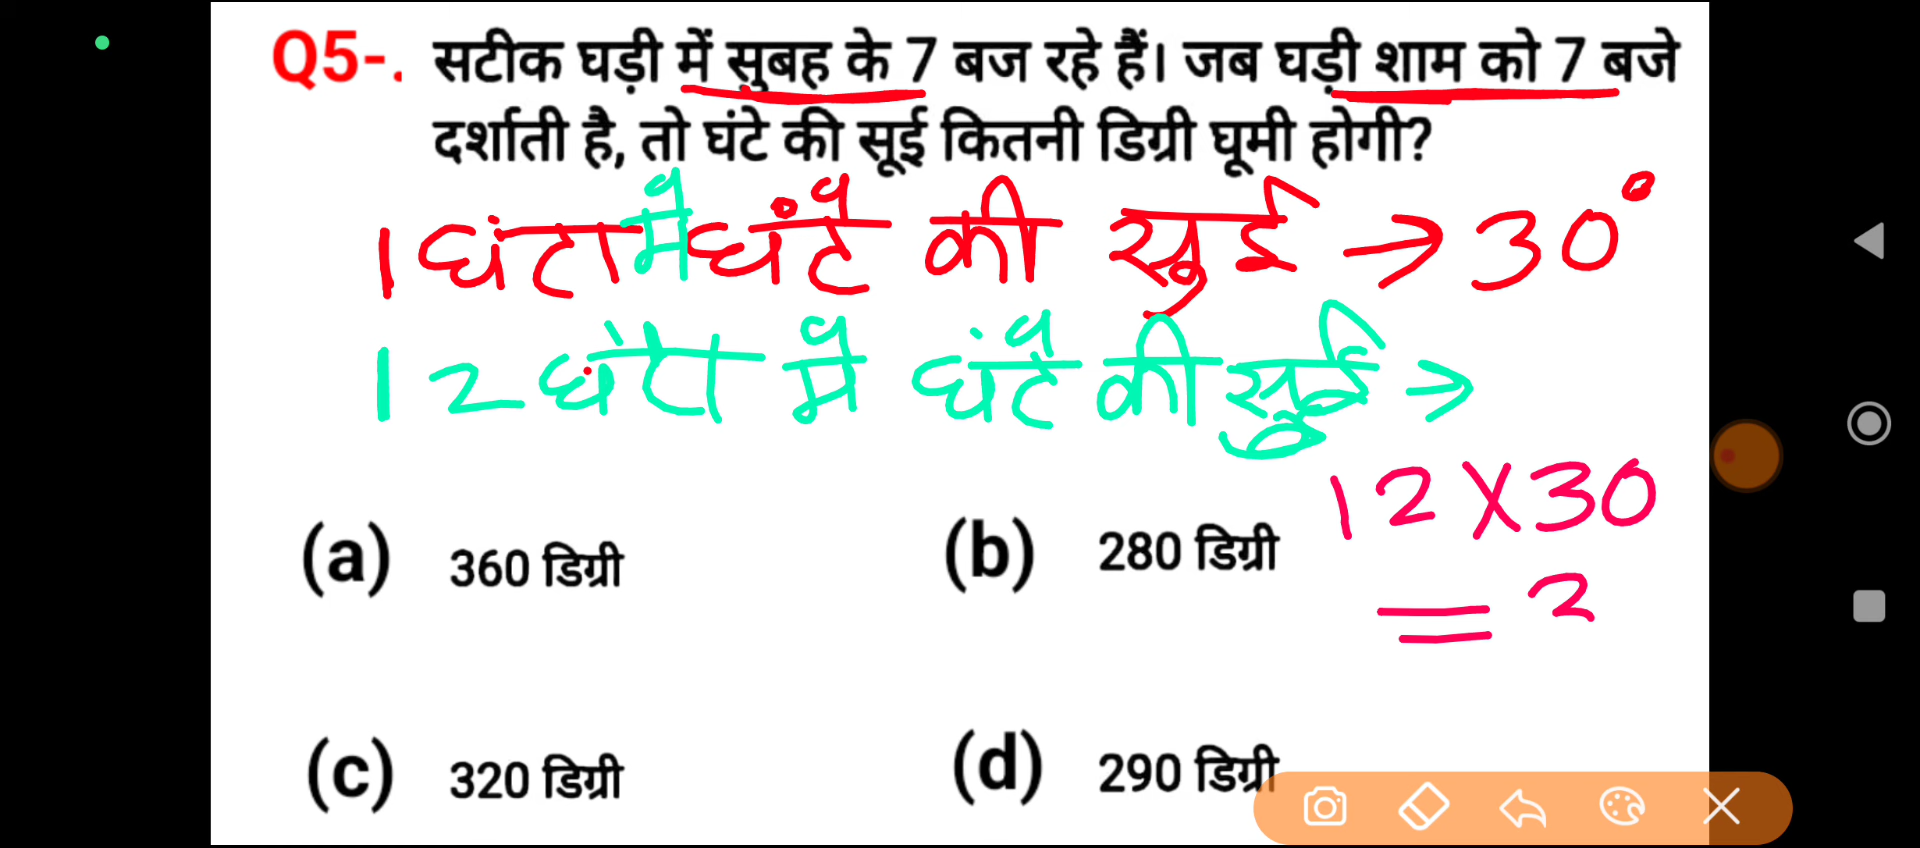 Q5-. सटीक घड़ी में सुबह के 7 बज रहे हैं। जब घड़ी शाम को 7 बजे
दर्शाती है, तो घंटे की सूई कितनी डिग्री घूमी होगी?
1 घंटा में घंटे की सुई → 30°
12 घंटा में घंटे की सुई →
12 X 30
= 3
(a) 360 डिग्री
(b) 280 डिग्री
(c) 320 डिग्री
(d) 290 डिग्री